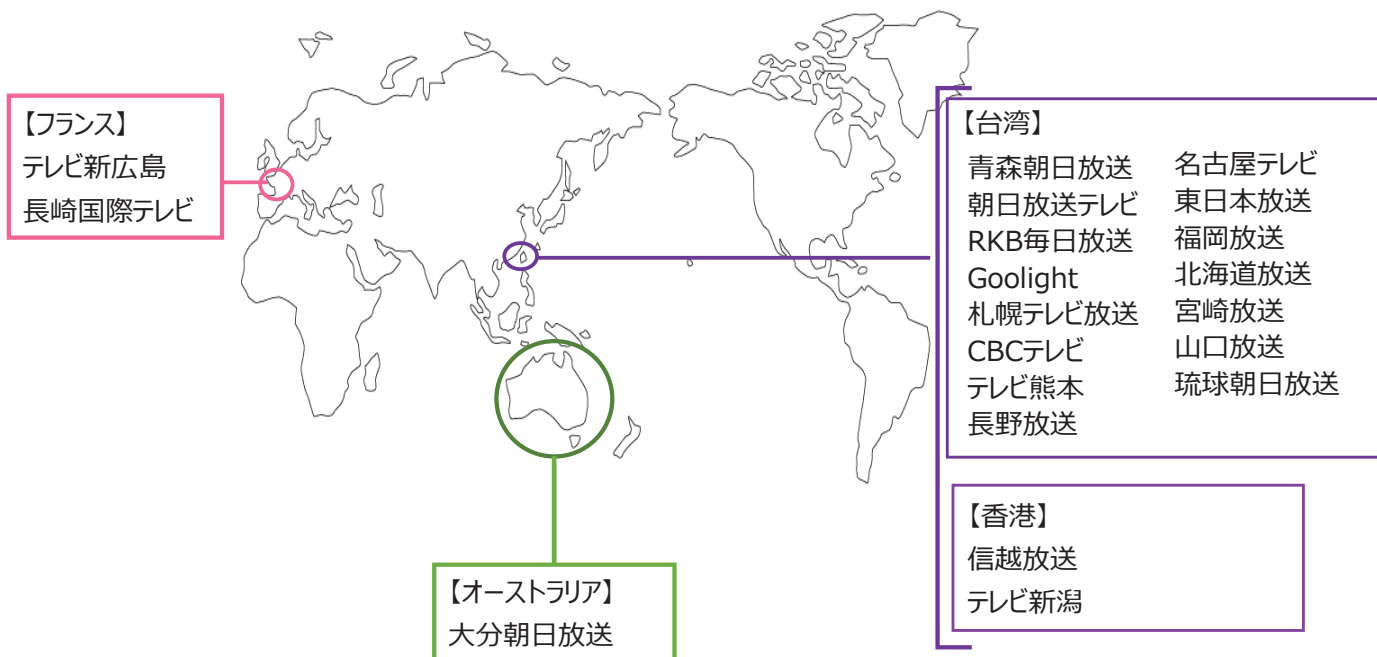 【フランス】
テレビ新広島
長崎国際テレビ
【台湾】
青森朝日放送
朝日放送テレビ
RKB毎日放送
Goolight
札幌テレビ放送
CBCテレビ
テレビ熊本
長野放送
名古屋テレビ
東日本放送
福岡放送
北海道放送
宮崎放送
山口放送
琉球朝日放送
【香港】
信越放送
テレビ新潟
【オーストラリア】
大分朝日放送